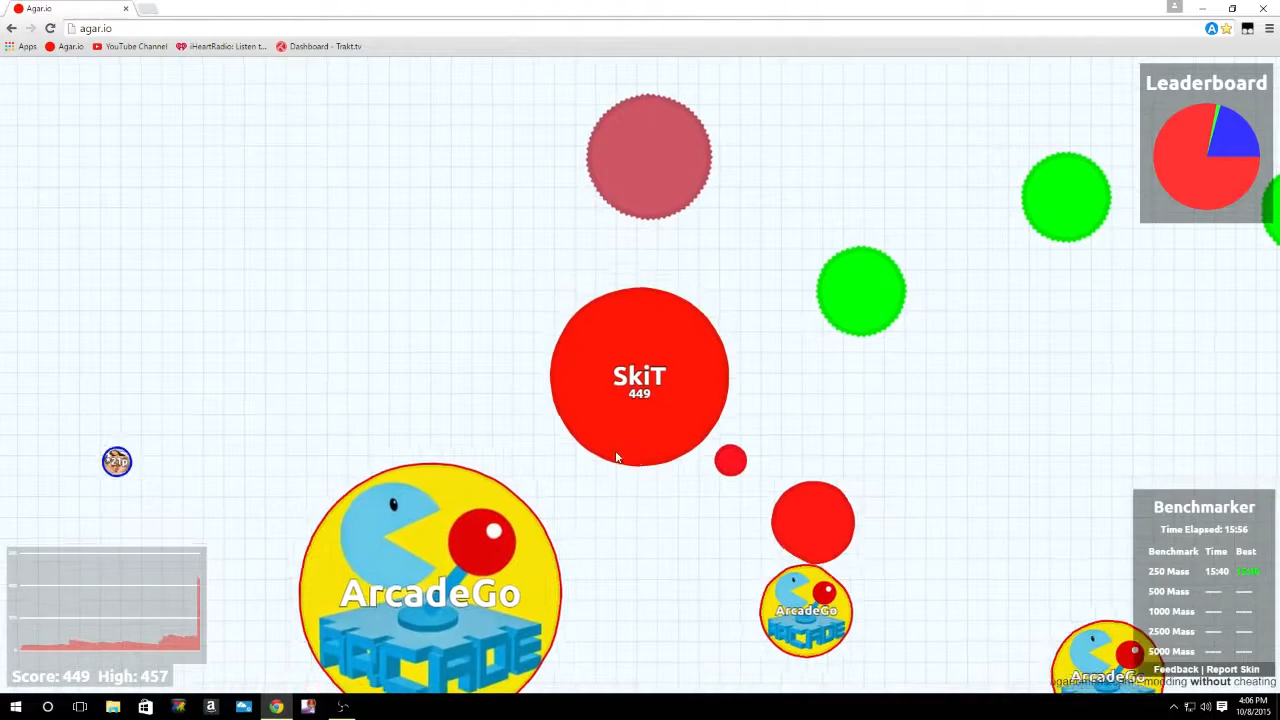 Agar.io
agar.io
Apps Agar.io YouTube Channel iHeartRadio: Listen t... Dashboard - Trakt.tv
Leaderboard
SkiT
449
ArcadeGo
ARCADE
ArcadeGo
ARCADE
ArcadeGo
Benchmarker
Time Elapsed: 15:56
Benchmark Time Best
250 Mass 15:40
500 Mass —— ——
1000 Mass —— ——
2500 Mass —— ——
5000 Mass —— ——
Feedback | Report Skin
modding without cheating
Score: 449 High: 457
4:06 PM
10/8/2015